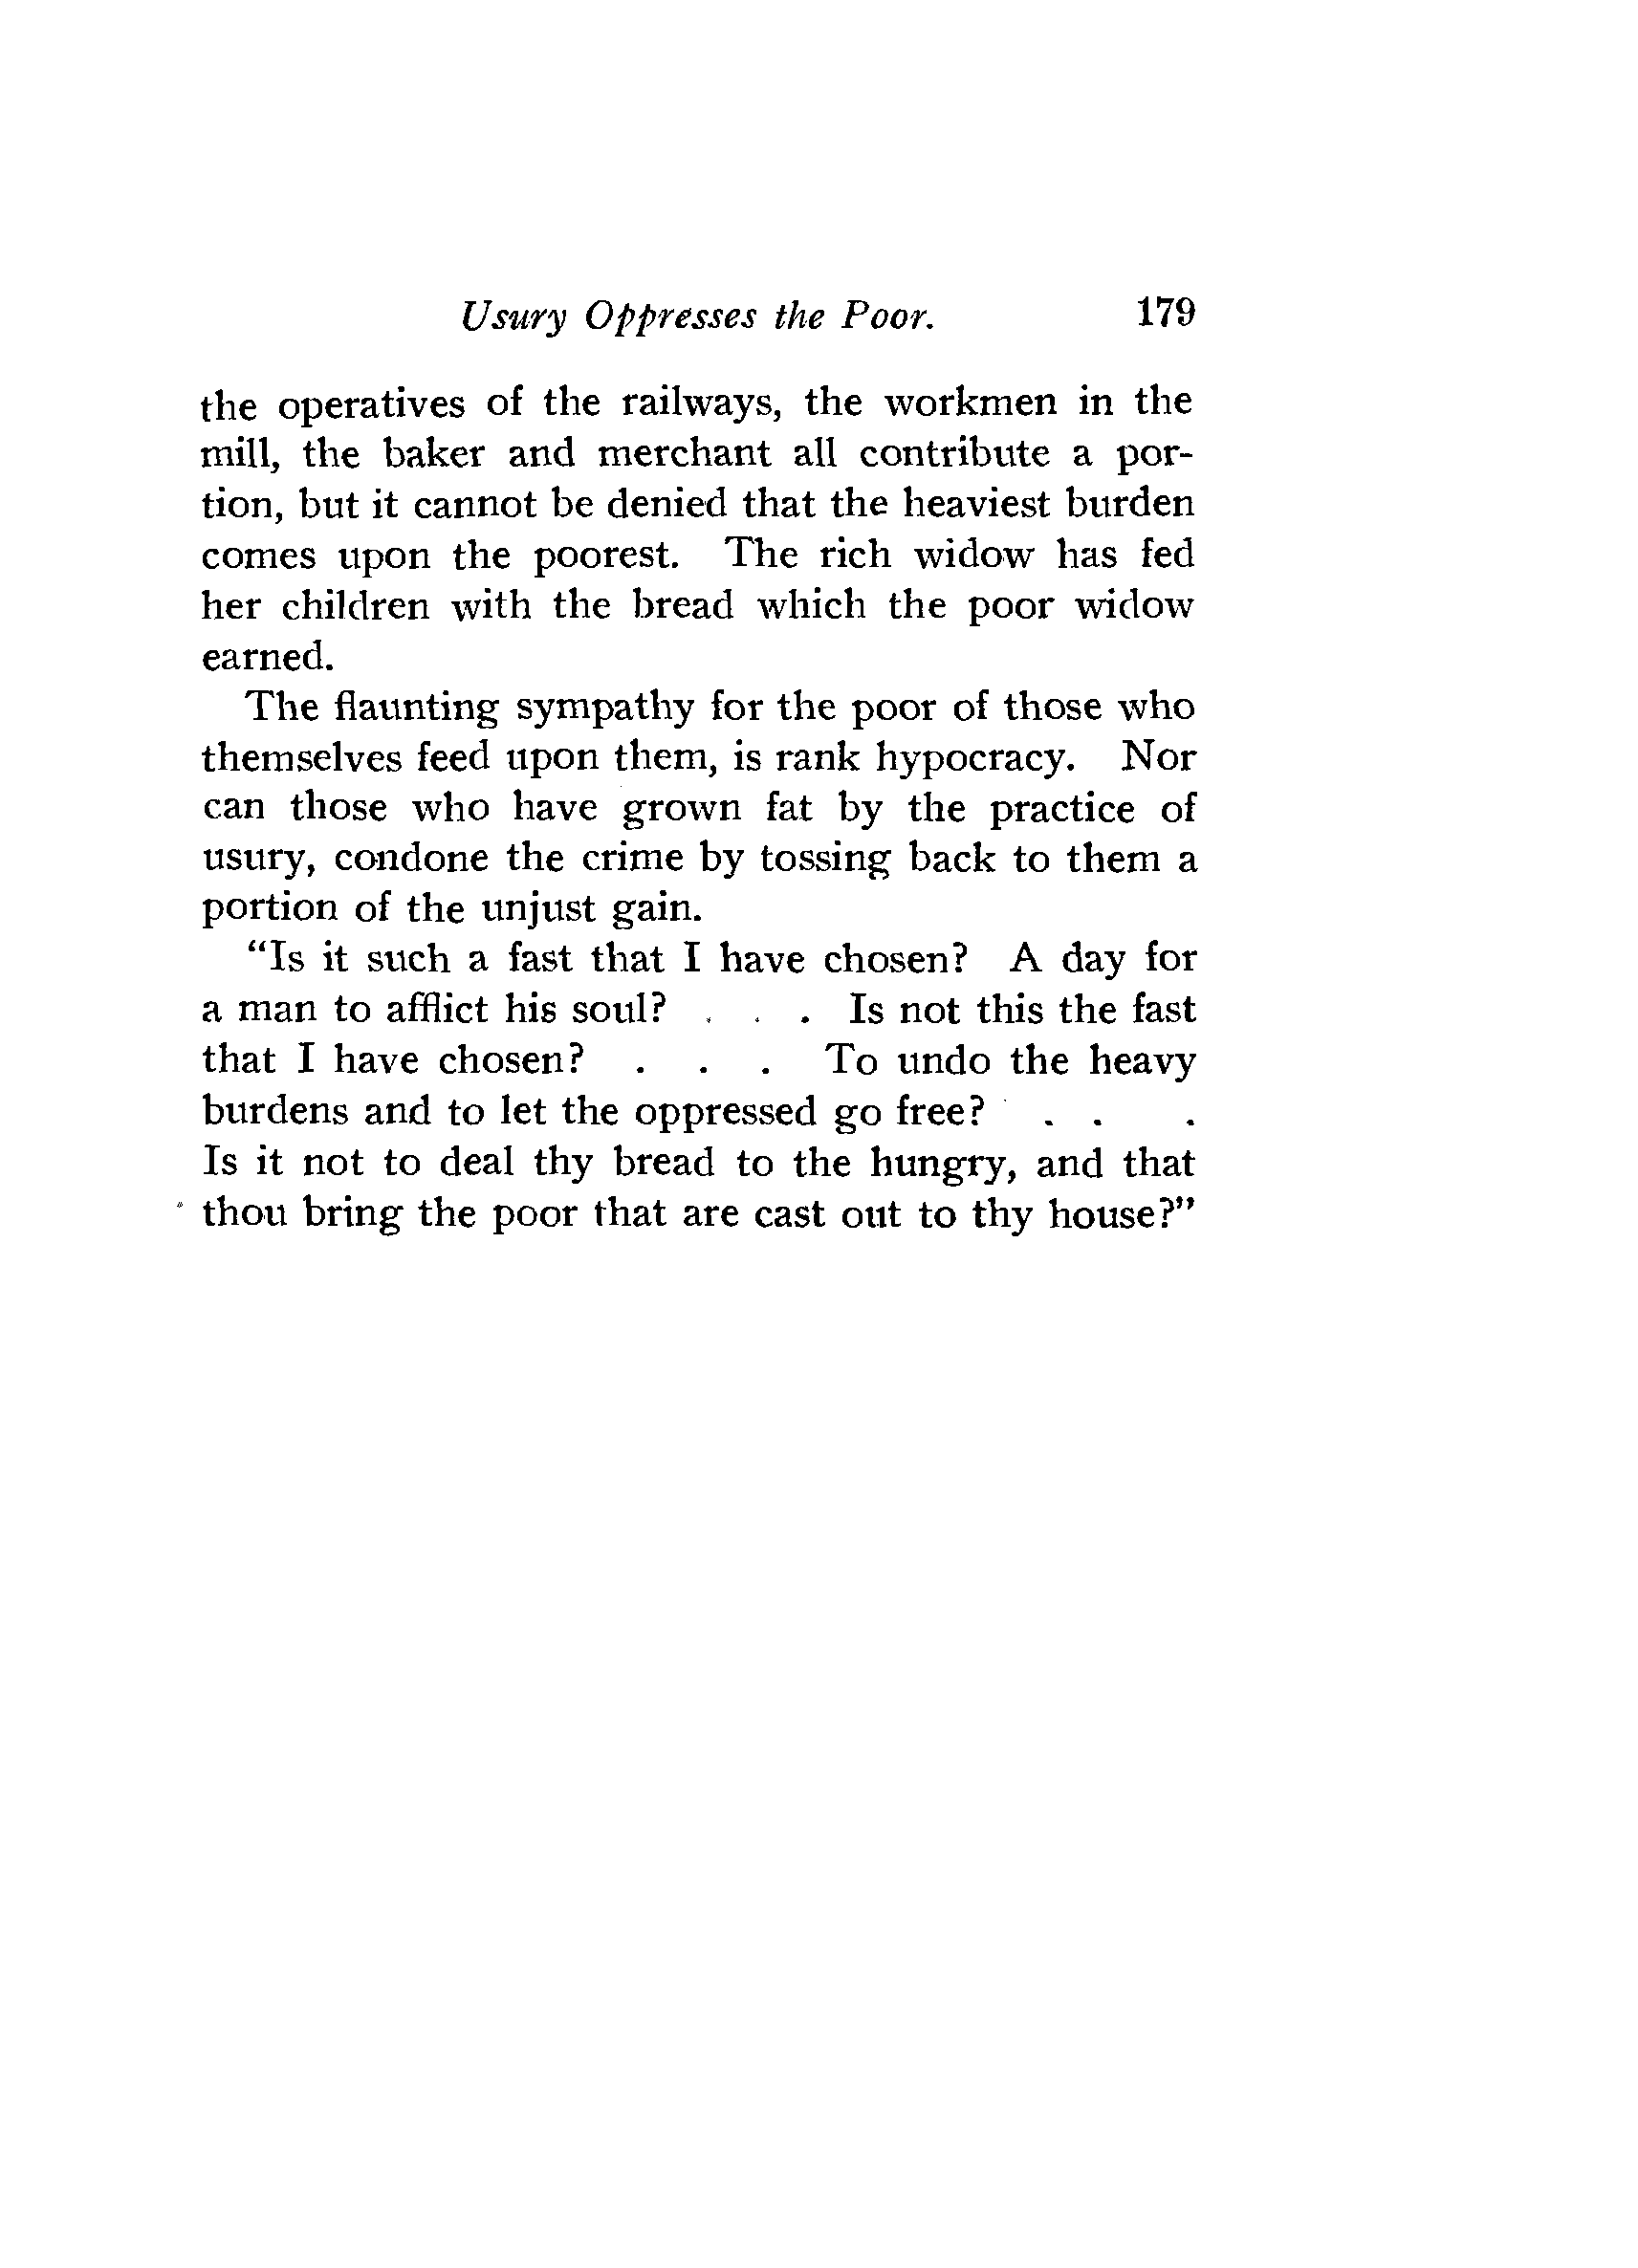 Usury Oppresses the Poor. 179
the operatives of the railways, the workmen in the
mill, the baker and merchant all contribute a por-
tion, but it cannot be denied that the heaviest burden
comes upon the poorest. The rich widow has fed
her children with the bread which the poor widow
earned.
The flaunting sympathy for the poor of those who
themselves feed upon them, is rank hypocracy. Nor
can those who have grown fat by the practice of
usury, condone the crime by tossing back to them a
portion of the unjust gain.
“Is it such a fast that I have chosen? A day for
a man to afflict his soul? . . . Is not this the fast
that I have chosen? . . . To undo the heavy
burdens and to let the oppressed go free? . . .
Is it not to deal thy bread to the hungry, and that
thou bring the poor that are cast out to thy house?”